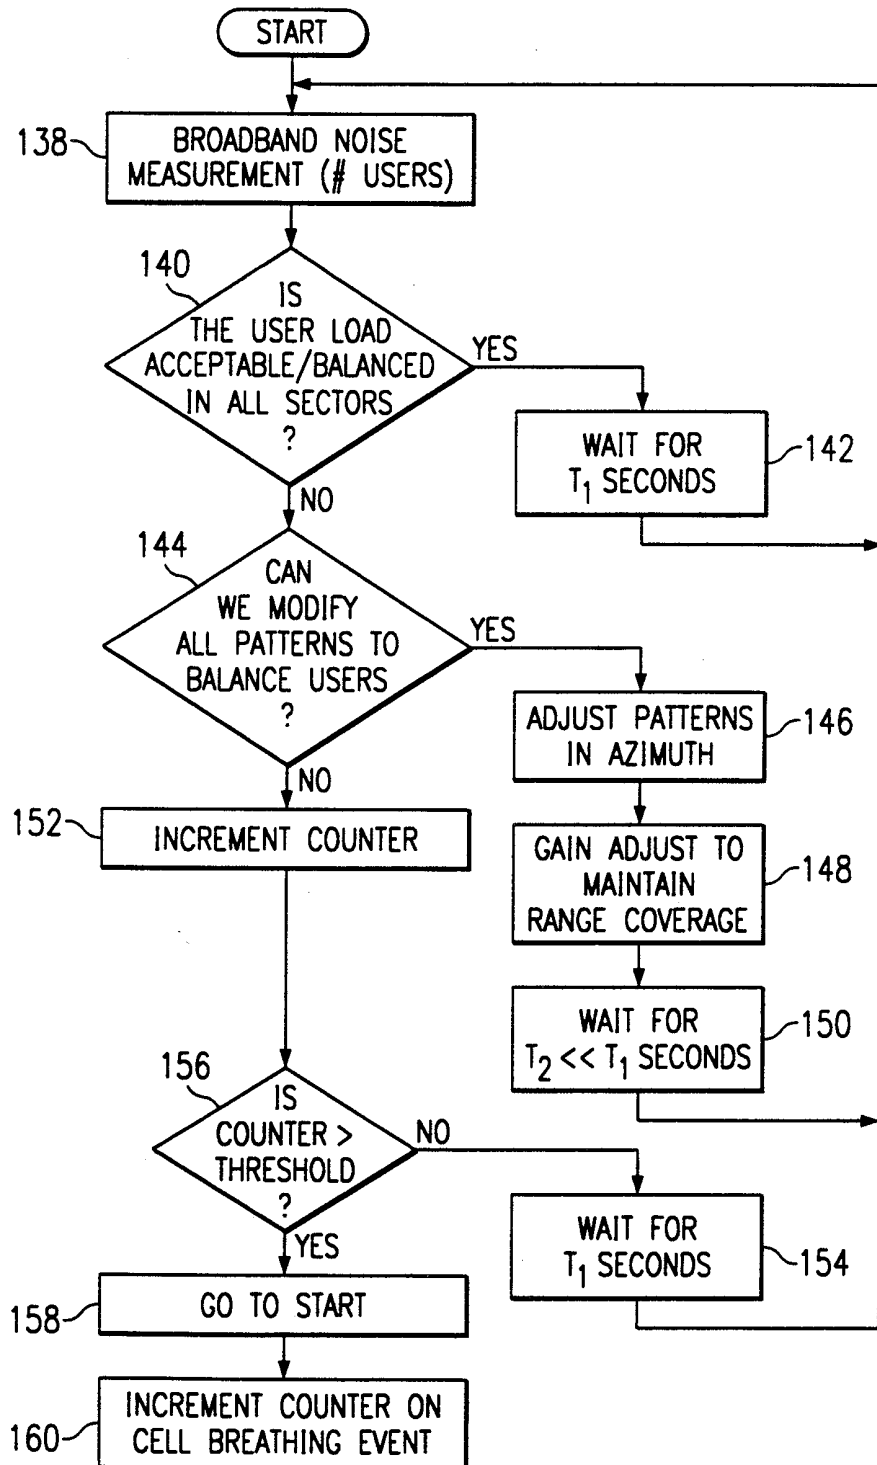 START
138
BROADBAND NOISE
MEASUREMENT (# USERS)
140
IS
THE USER LOAD
ACCEPTABLE/BALANCED
IN ALL SECTORS
?
YES
NO
WAIT FOR
T1 SECONDS
142
144
CAN
WE MODIFY
ALL PATTERNS TO
BALANCE USERS
?
YES
NO
ADJUST PATTERNS
IN AZIMUTH
146
152
INCREMENT COUNTER
GAIN ADJUST TO
MAINTAIN
RANGE COVERAGE
148
WAIT FOR
T2 << T1 SECONDS
150
156
IS
COUNTER >
THRESHOLD
?
NO
YES
WAIT FOR
T1 SECONDS
154
158
GO TO START
160
INCREMENT COUNTER ON
CELL BREATHING EVENT